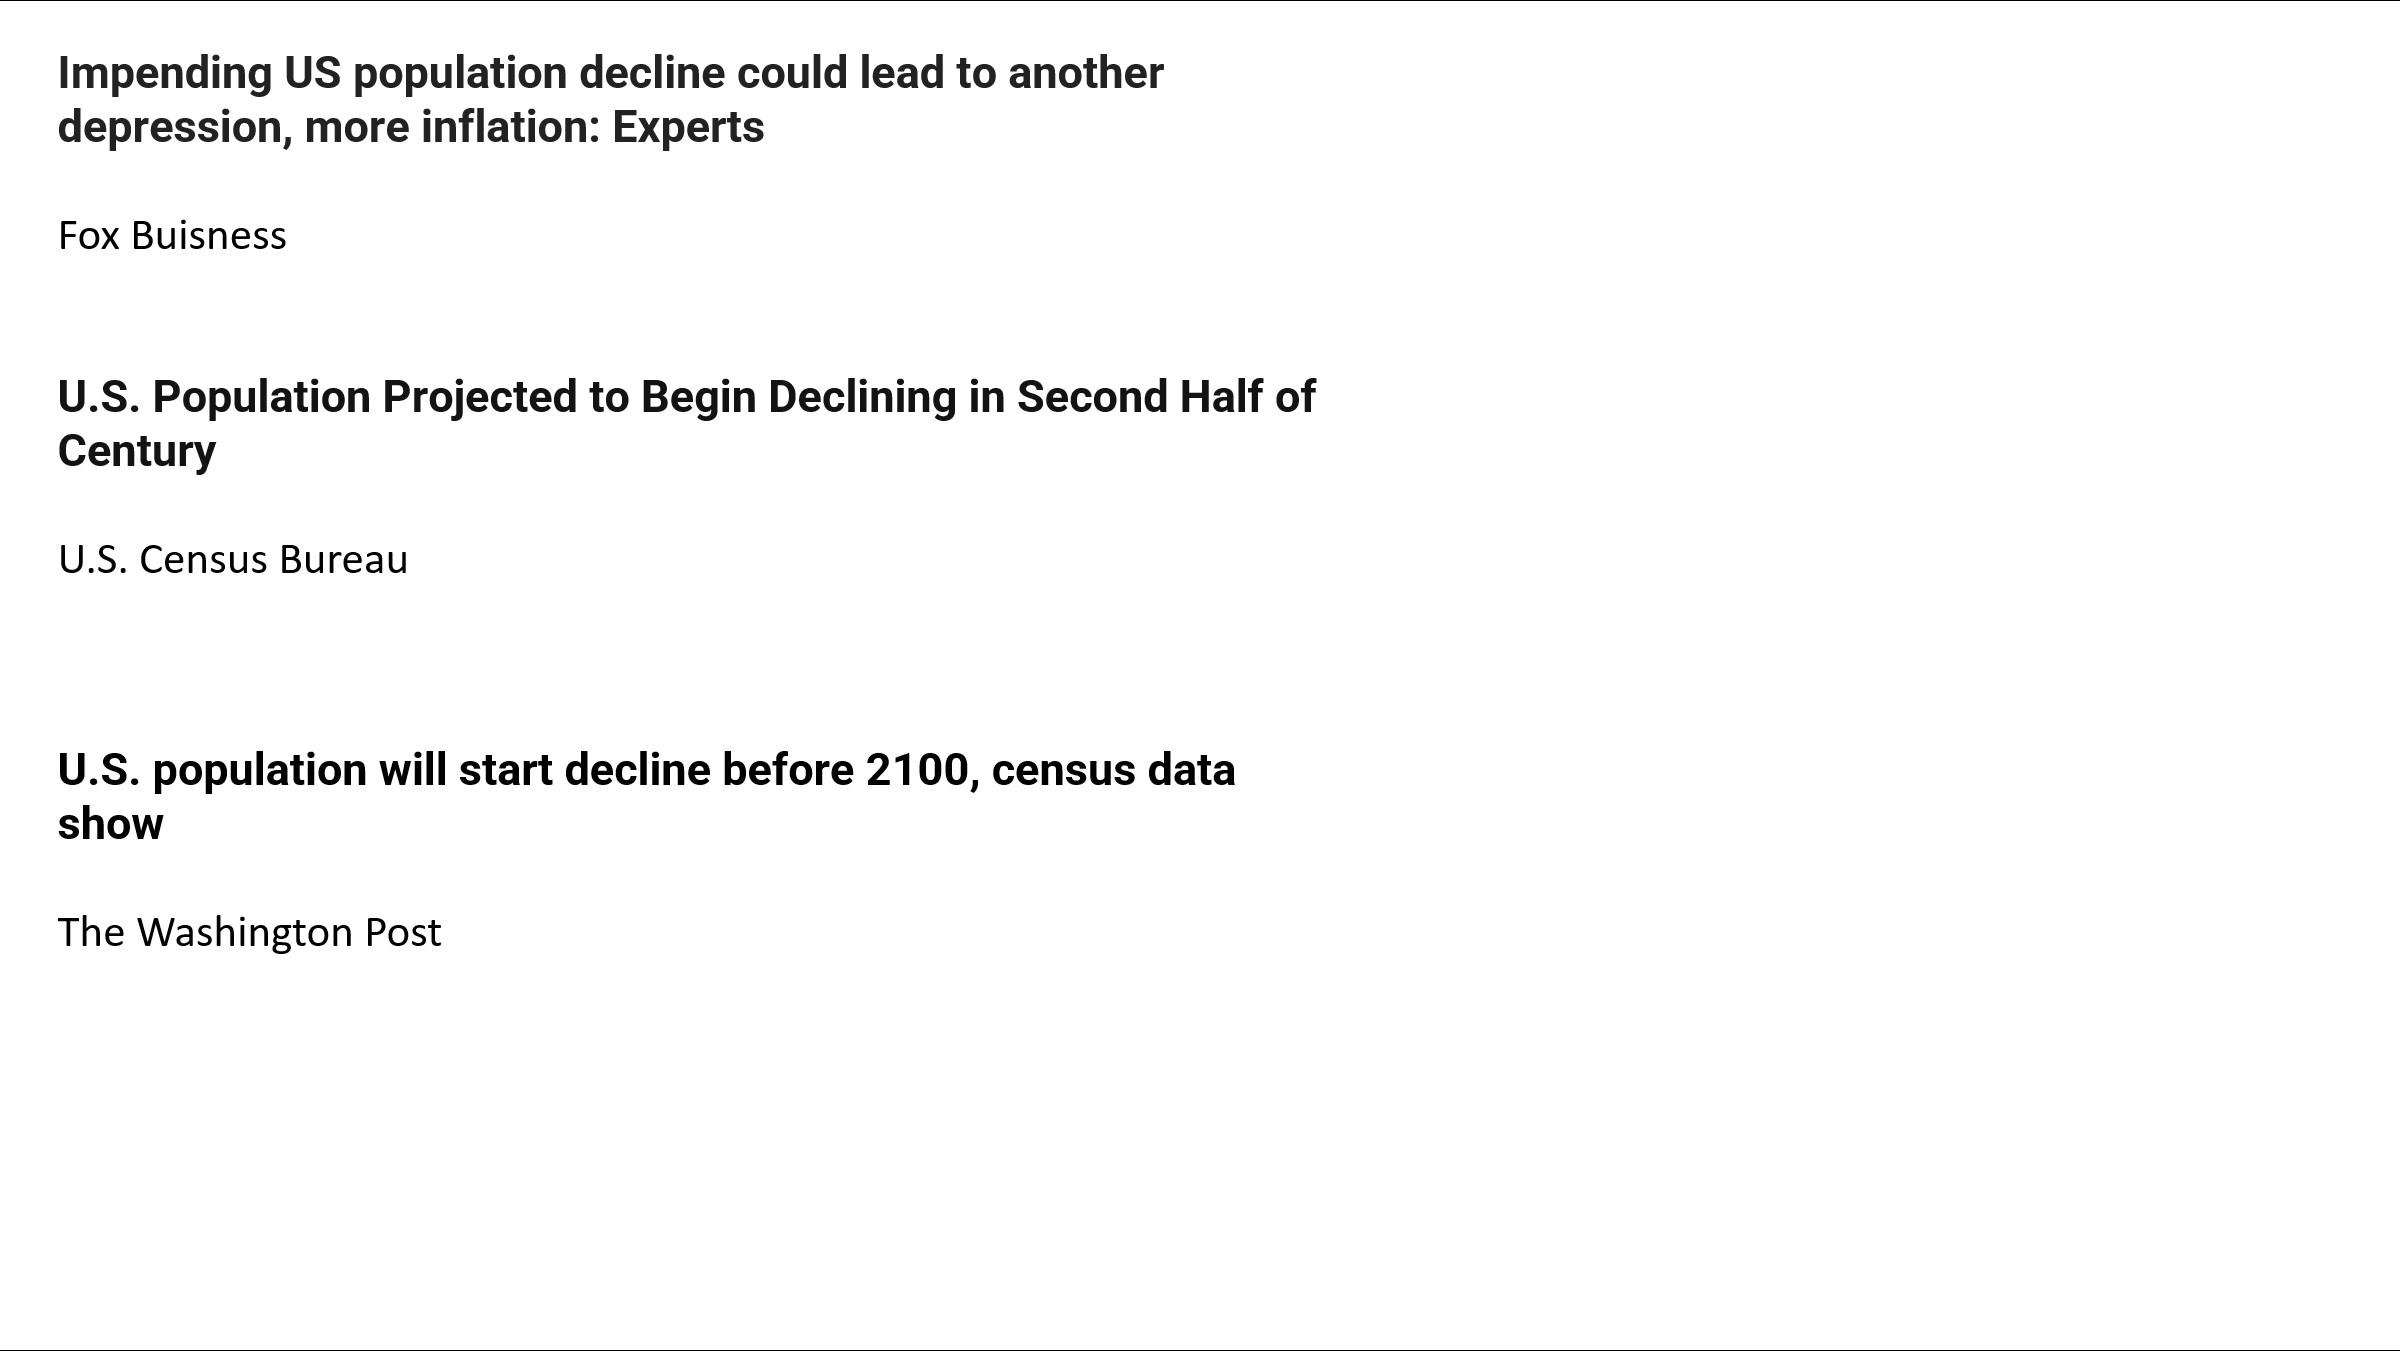 Impending US population decline could lead to another
depression, more inflation: Experts
Fox Buisness
U.S. Population Projected to Begin Declining in Second Half of
Century
U.S. Census Bureau
U.S. population will start decline before 2100, census data
show
The Washington Post